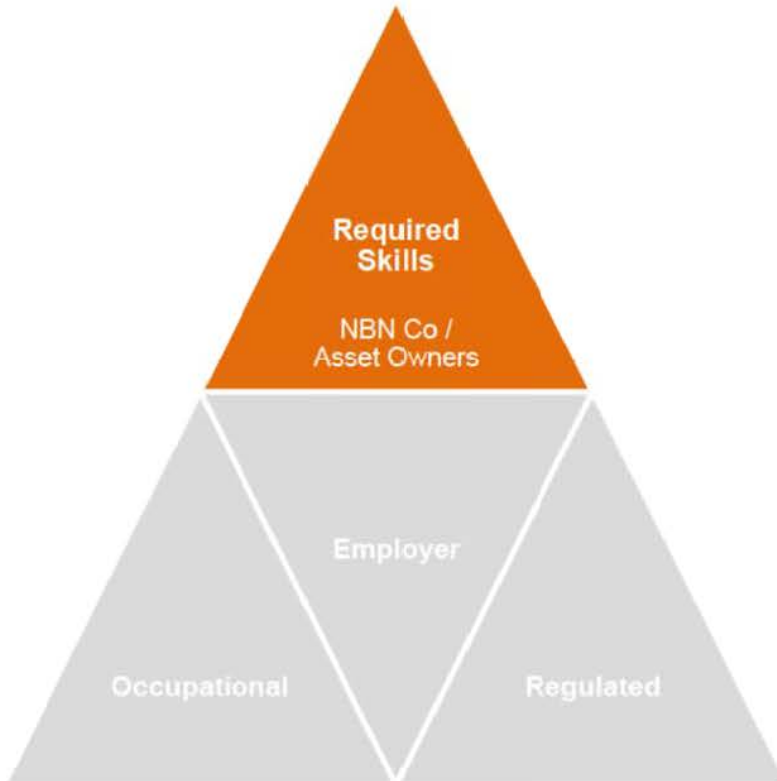 Required
Skills
NBN Co /
Asset Owners
Employer
Occupational
Regulated